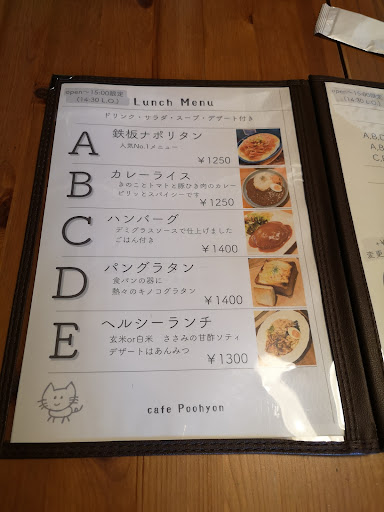 open~15:00限定
(14:30 L.O.)
Lunch Menu
ドリンク・サラダ・スープ・デザート付き
A
鉄板ナポリタン
人気No.1メニュー
¥1250
B
カレーライス
きのことトマトと豚ひき肉のカレー
ピリッとスパイシーです
¥1250
C
ハンバーグ
デミグラスソースで仕上げました
ごはん付き
¥1400
D
パングラタン
食パンの器に
熱々のキノコグラタン
¥1400
E
ヘルシーランチ
玄米or白米 ささみの甘酢ソティ
デザートはあんみつ
¥1300
cafe Poohyon